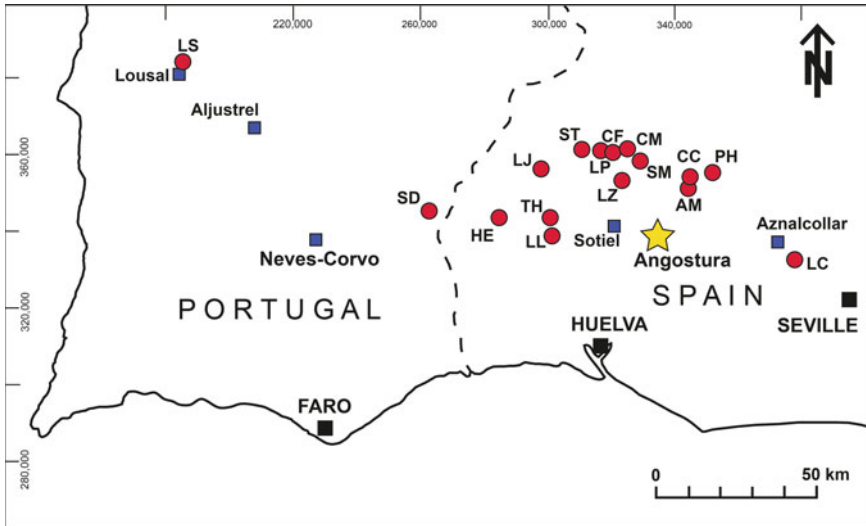 220,000
260,000
300,000
340,000
N
LS
Lousal
Aljustrel
360,000
ST
CF
CM
LP
SM
CC
PH
LJ
LZ
AM
SD
TH
HE
LL
Sotiel
Aznalcollar
Neves-Corvo
Angostura
LC
PORTUGAL
SPAIN
320,000
HUELVA
SEVILLE
FARO
280,000
0
50 km